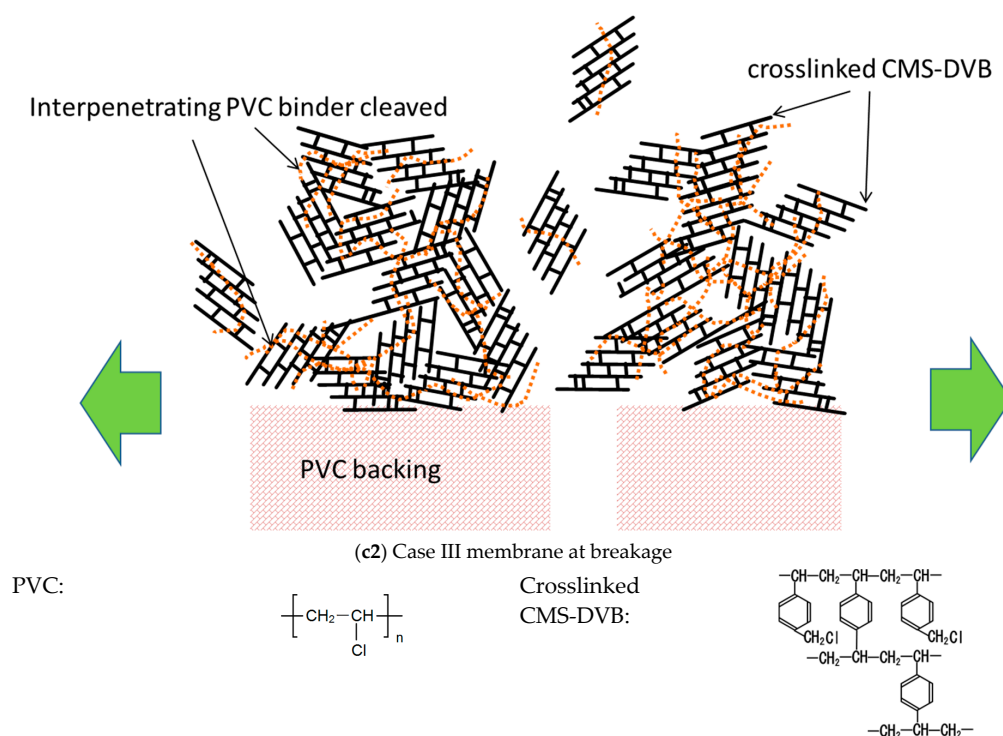 crosslinked CMS-DVB
Interpenetrating PVC binder cleaved
PVC backing
(c2) Case III membrane at breakage
PVC:
CH₂—CH
Cl
n
Crosslinked
CMS-DVB:
—CH—CH₂—CH—CH₂—CH—
CH₂Cl
CH₂Cl
—CH₂—CH—CH₂—CH—
—CH₂—CH—CH₂—